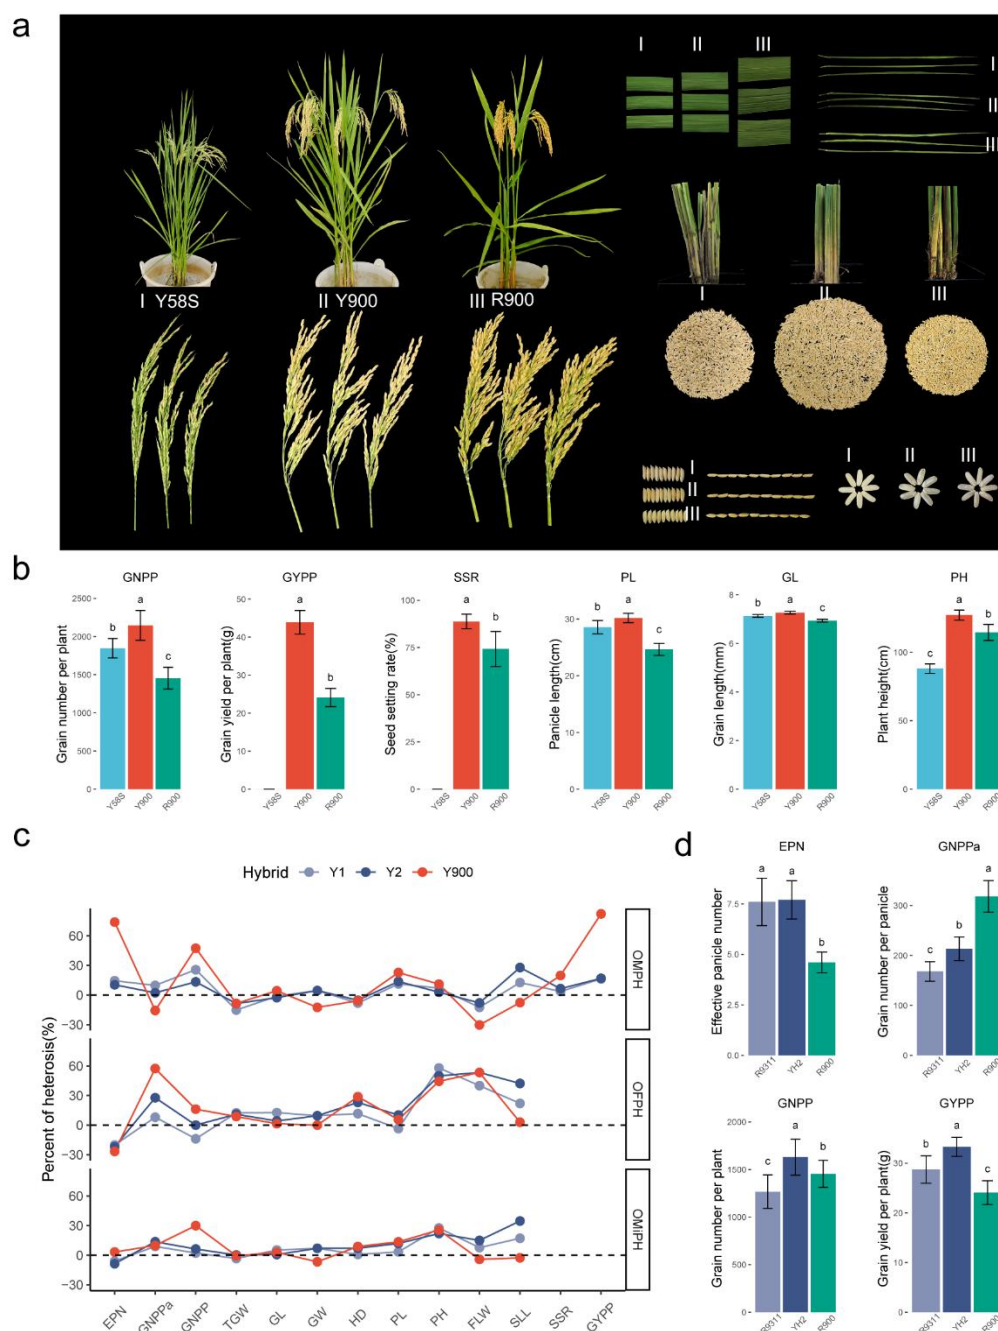 a
I II III
I
II
III
I Y58S II Y900 III R900
I II III
I
II
III
I II III
b
GNPP
Grain number per plant
2500
2000
1500
1000
500
0
b a c
Y58S Y900 R900
GYPP
Grain yield per plant(g)
50
40
30
20
10
0
a b
Y58S Y900 R900
SSR
Seed setting rate(%)
100
75
50
25
0
a b
Y58S Y900 R900
PL
Panicle length(cm)
30
20
10
0
b a c
Y58S Y900 R900
GL
Grain length(mm)
8
6
4
2
0
b a c
Y58S Y900 R900
PH
Plant height(cm)
100
50
0
c a b
Y58S Y900 R900
c
Hybrid Y1 Y2 Y900
Percent of heterosis(%)
60
30
0
−30
OMPH
60
30
0
−30
OFPH
60
30
0
−30
OMPH
EPN GNPPa GNPP TGW GL GW HD PL PH FLW SLL SSR GYPP
d
EPN
Effective panicle number
7.5
5.0
2.5
0.0
a a b
R9311 YH2 R900
GNPPa
Grain number per panicle
300
200
100
0
c b a
R9311 YH2 R900
GNPP
Grain number per plant
2000
1500
1000
500
0
c a b
R9311 YH2 R900
GYPP
Grain yield per plant(g)
30
20
10
0
b a c
R9311 YH2 R900